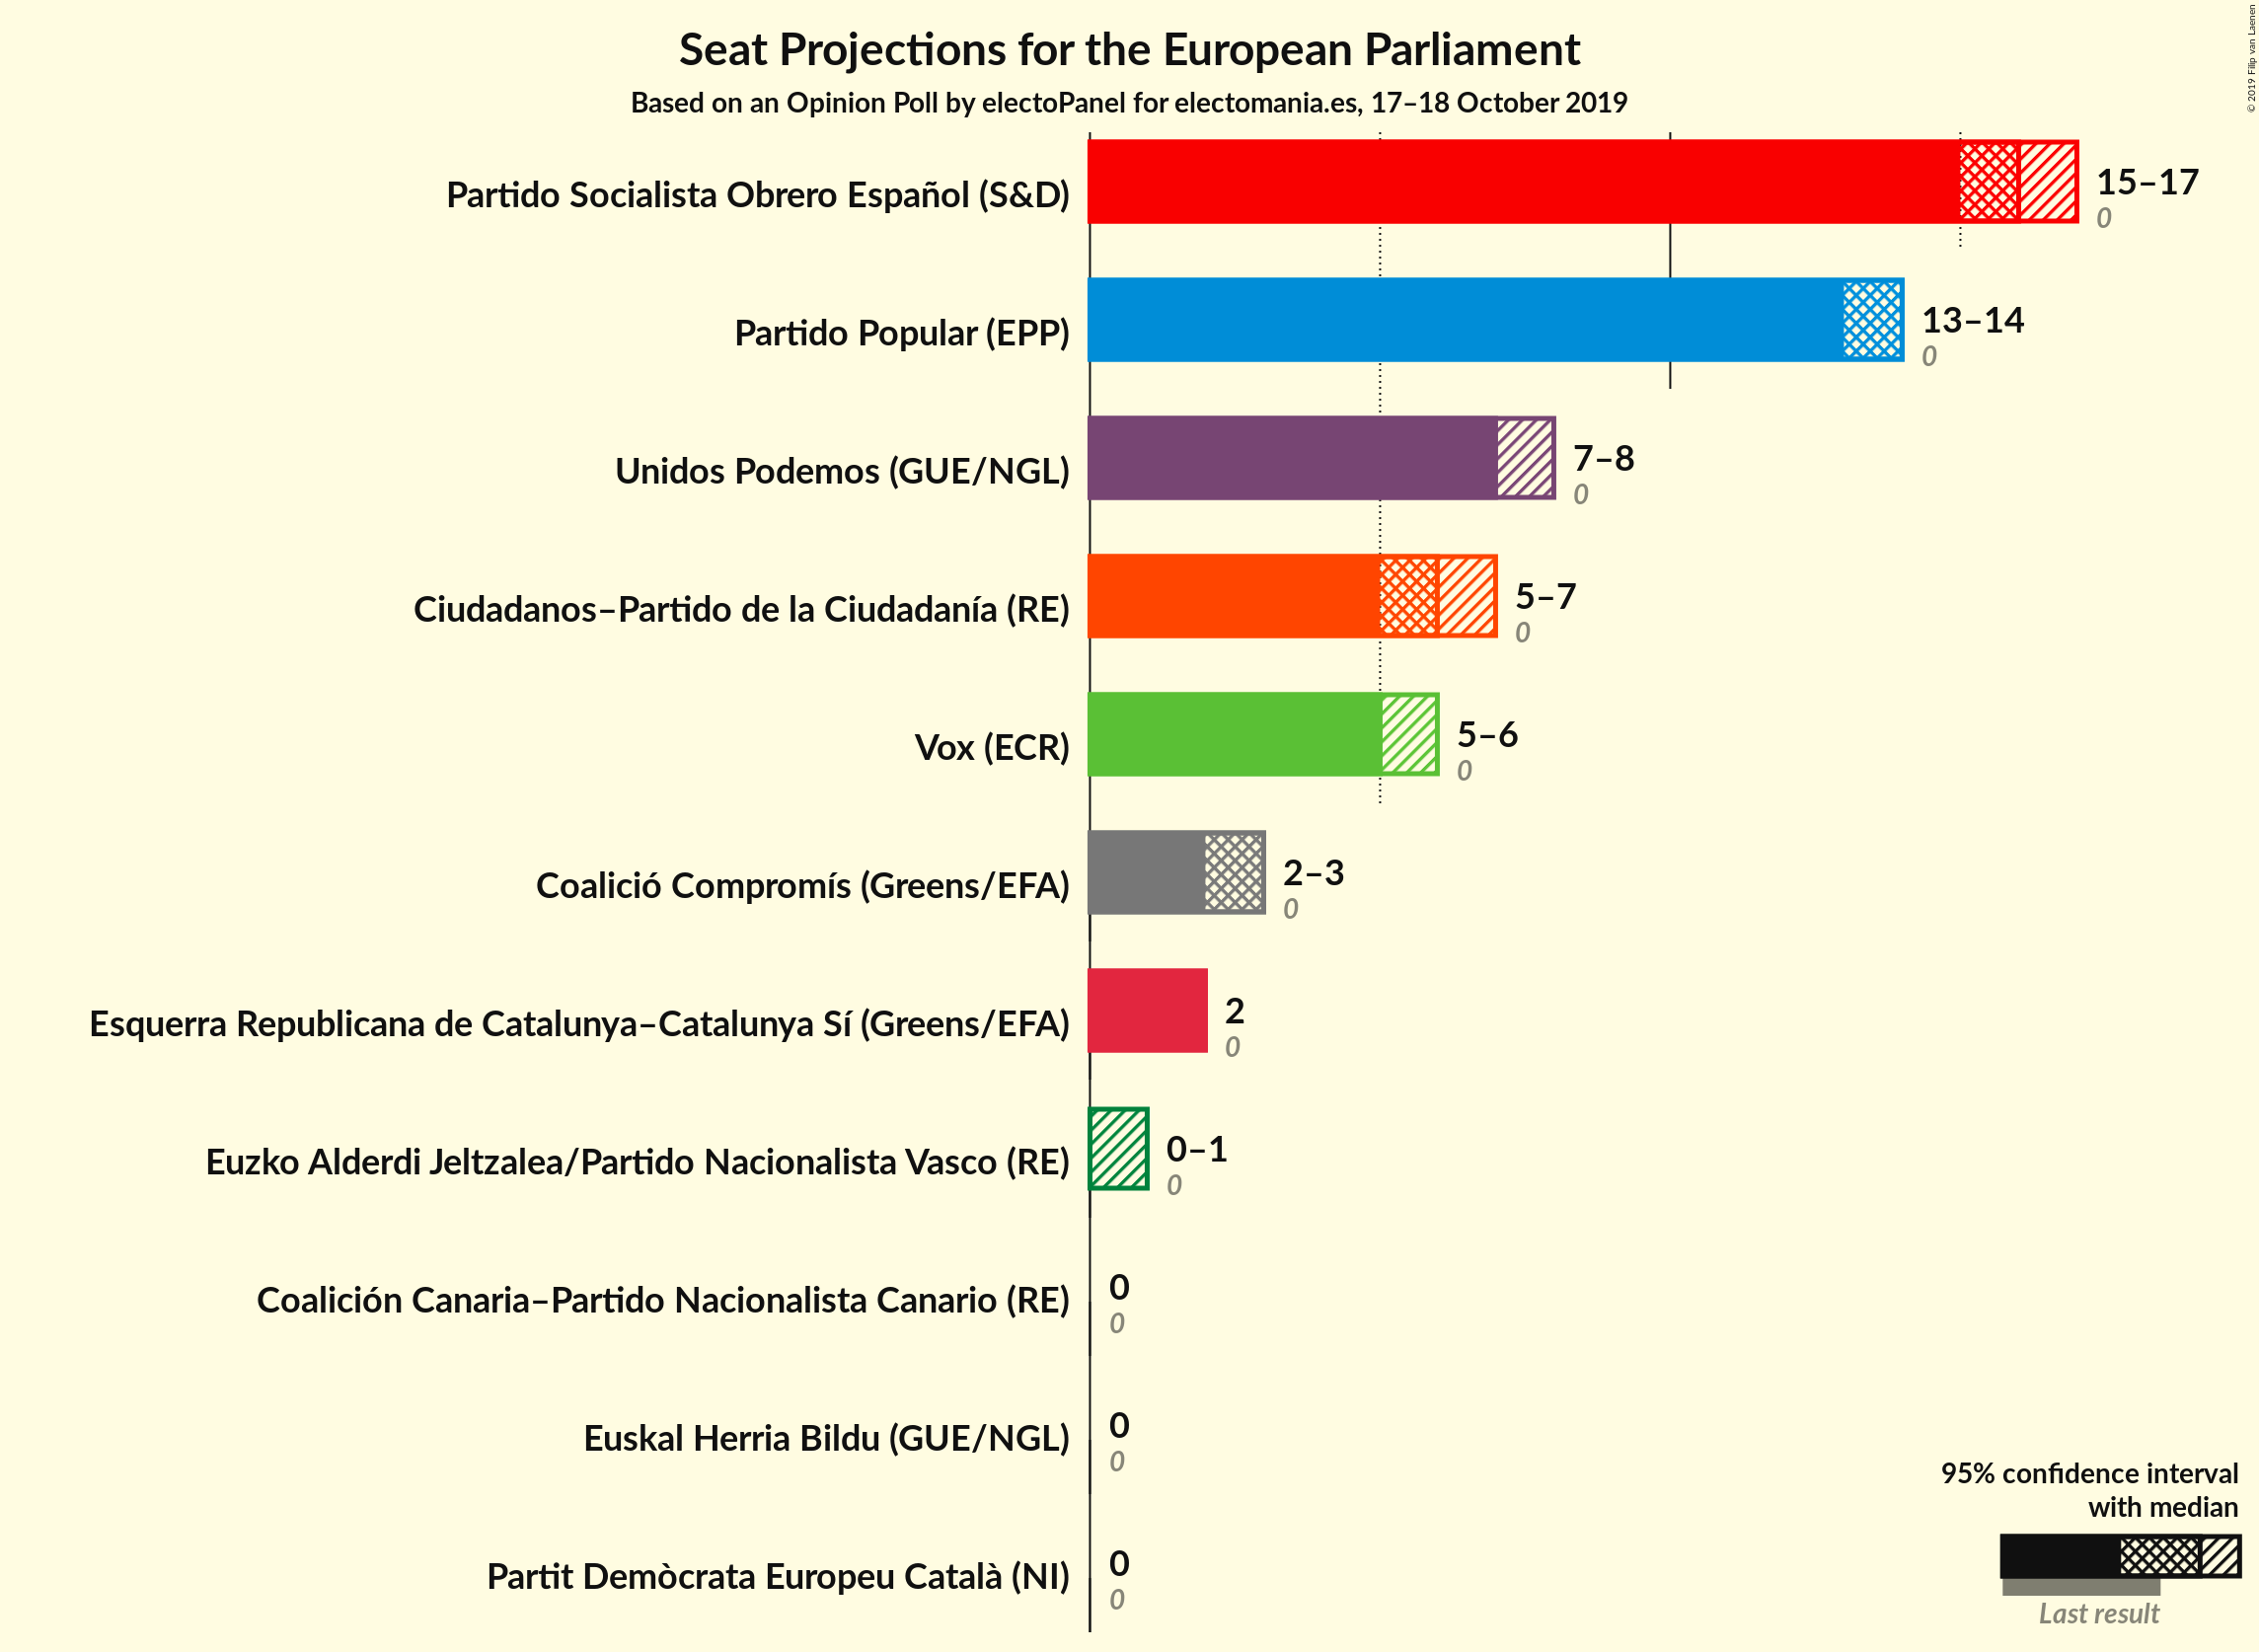 Seat Projections for the European Parliament
Based on an Opinion Poll by electoPanel for electomania.es, 17–18 October 2019
© 2019 Filip van Laenen
Partido Socialista Obrero Español (S&D)
15–17
0
Partido Popular (EPP)
13–14
0
Unidos Podemos (GUE/NGL)
7–8
0
Ciudadanos–Partido de la Ciudadanía (RE)
5–7
0
Vox (ECR)
5–6
0
Coalició Compromís (Greens/EFA)
2–3
0
Esquerra Republicana de Catalunya–Catalunya Sí (Greens/EFA)
2
0
Euzko Alderdi Jeltzalea/Partido Nacionalista Vasco (RE)
0–1
0
Coalición Canaria–Partido Nacionalista Canario (RE)
0
0
Euskal Herria Bildu (GUE/NGL)
0
0
Partit Demòcrata Europeu Català (NI)
0
0
95% confidence interval
with median
Last result